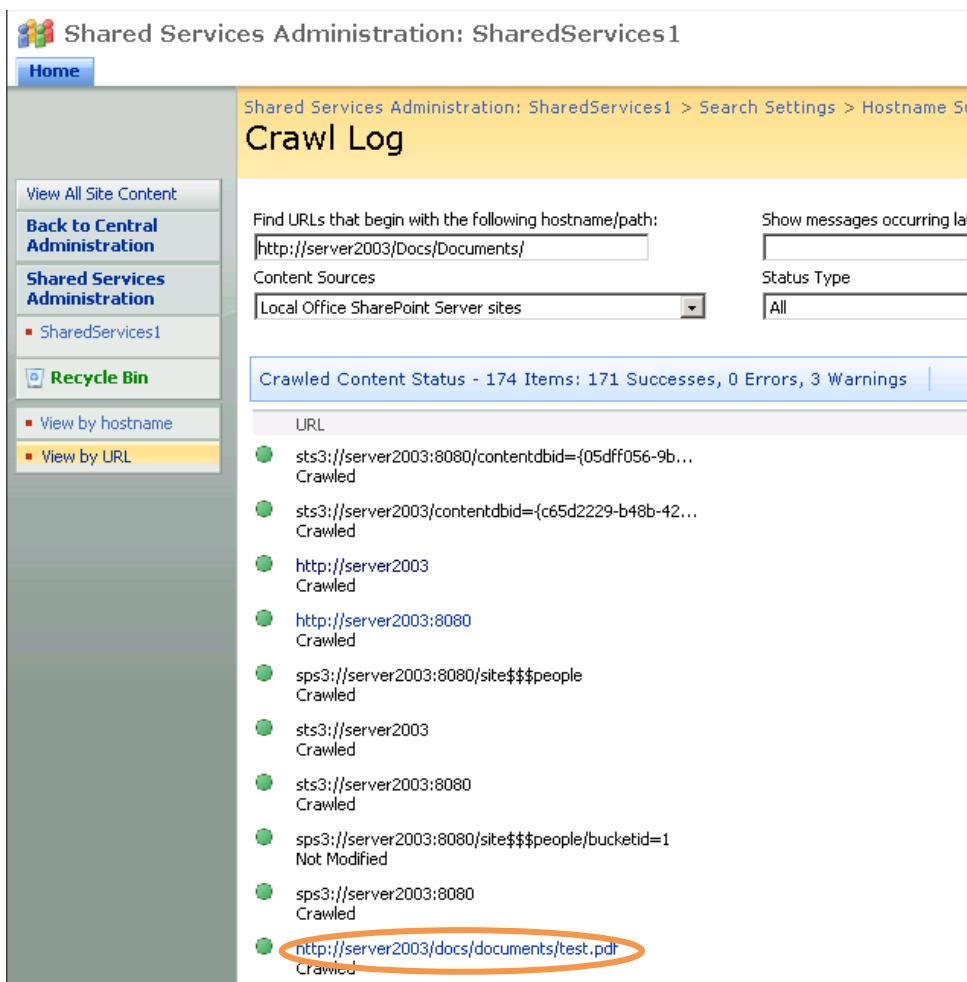 Shared Services Administration: SharedServices1
Home
Shared Services Administration: SharedServices1 > Search Settings > Hostname
Crawl Log
View All Site Content
Back to Central
Administration
Shared Services
Administration
SharedServices1
Recycle Bin
View by hostname
View by URL
Find URLs that begin with the following hostname/path:
http://server2003/Docs/Documents/
Show messages occurring
Content Sources
Local Office SharePoint Server sites
Status Type
All
Crawled Content Status - 174 Items: 171 Successes, 0 Errors, 3 Warnings
URL
sts3://server2003:8080/contentdbid={05dff056-9b...
Crawled
sts3://server2003/contentdbid={c65d2229-b48b-42...
Crawled
http://server2003
Crawled
http://server2003:8080
Crawled
sps3://server2003:8080/site$$$people
Crawled
sts3://server2003
Crawled
sts3://server2003:8080
Crawled
sps3://server2003:8080/site$$$people/bucketid=1
Not Modified
sps3://server2003:8080
Crawled
http://server2003/docs/documents/test.pdf
Crawled